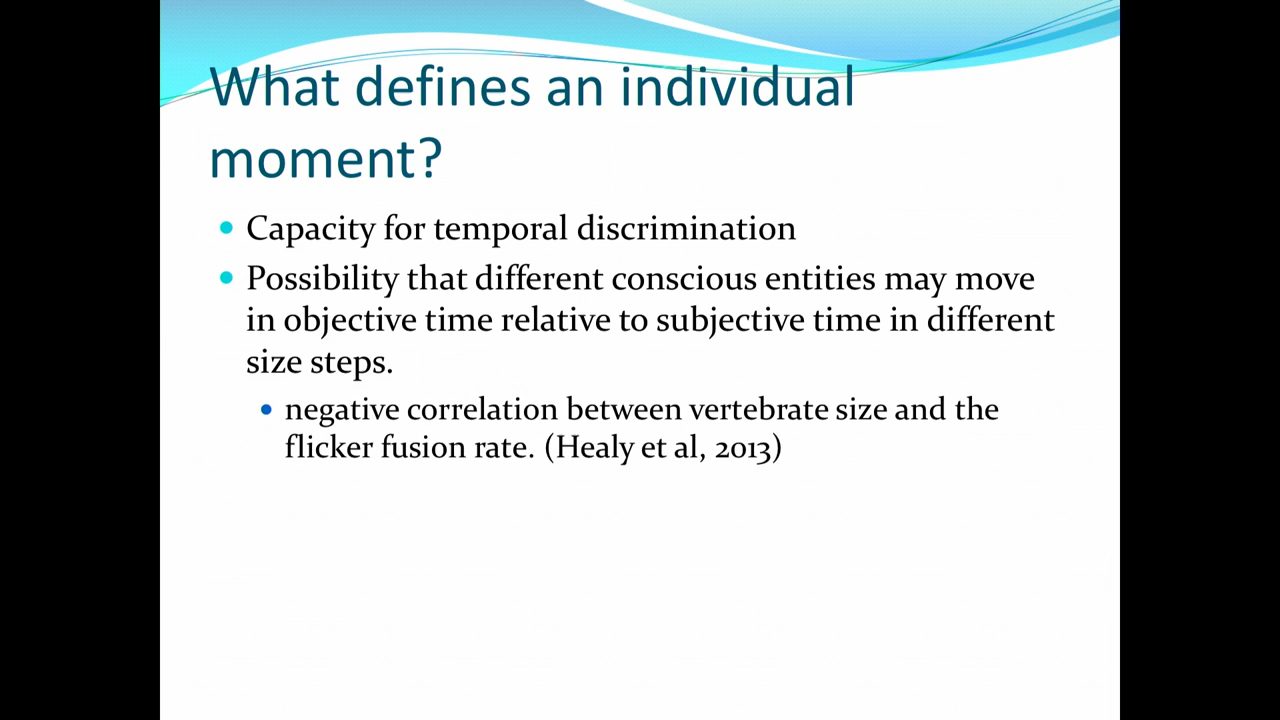 What defines an individual
moment?
Capacity for temporal discrimination
Possibility that different conscious entities may move
in objective time relative to subjective time in different
size steps.
negative correlation between vertebrate size and the
flicker fusion rate. (Healy et al, 2013)